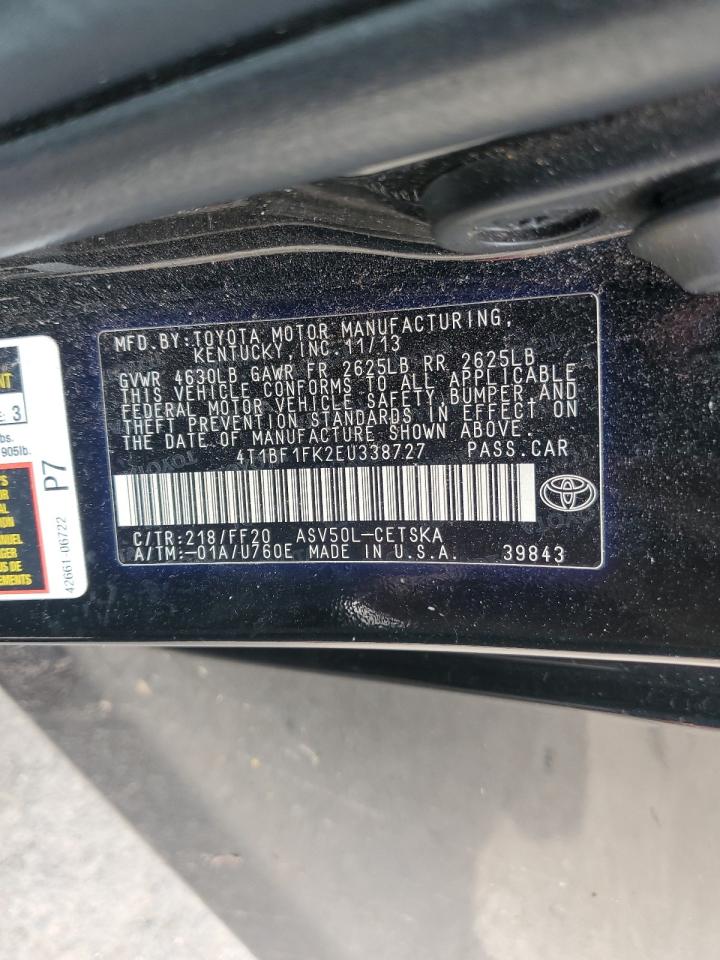 MFD. BY: TOYOTA MOTOR MANUFACTURING,
KENTUCKY, INC. 11/13
GVWR 4630LB GAWR FR 2625LB RR 2625LB
THIS VEHICLE CONFORMS TO ALL APPLICABLE
FEDERAL MOTOR VEHICLE SAFETY, BUMPER, AND
THEFT PREVENTION STANDARDS IN EFFECT ON
THE DATE OF MANUFACTURE SHOWN ABOVE.
4T1BF1FK2EU338727 PASS. CAR
C/TR:218/FF20 ASV50L-CETSKA
A/TM:-01A/U760E MADE IN U.S.A. 39843
3
905lb.
P7
42661-06722